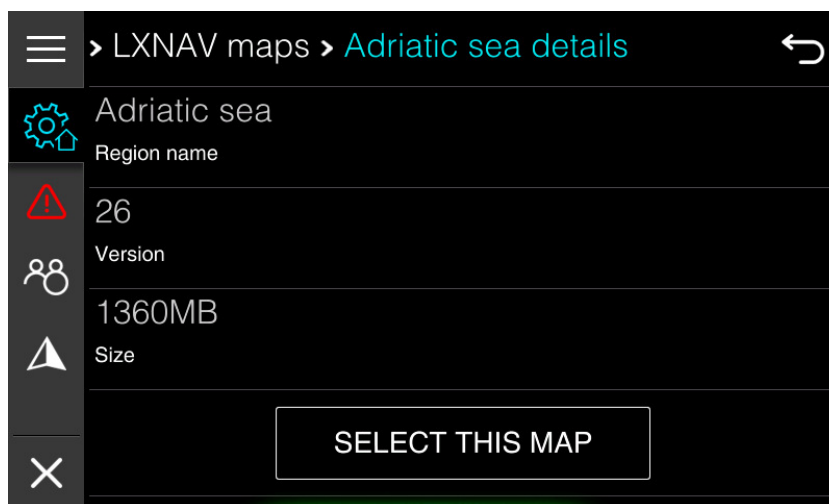 > LXNAV maps > Adriatic sea details
Adriatic sea
Region name
26
Version
1360MB
Size
SELECT THIS MAP